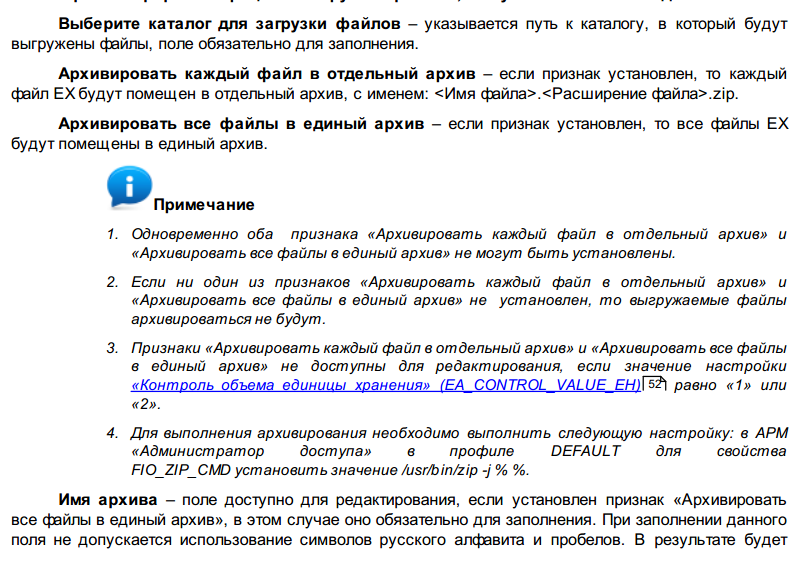 Выберите каталог для загрузки файлов – указывается путь к каталогу, в который будут
выгружены файлы, поле обязательно для заполнения.
Архивировать каждый файл в отдельный архив – если признак установлен, то каждый
файл EX будут помещен в отдельный архив, с именем: <Имя файла>.<Расширение файла>.zip.
Архивировать все файлы в единый архив – если признак установлен, то все файлы EX
будут помещены в единый архив.
Примечание
1. Одновременно оба признака «Архивировать каждый файл в отдельный архив» и
«Архивировать все файлы в единый архив» не могут быть установлены.
2. Если ни один из признаков «Архивировать каждый файл в отдельный архив» и
«Архивировать все файлы в единый архив» не установлен, то выгружаемые файлы
архивироваться не будут.
3. Признаки «Архивировать каждый файл в отдельный архив» и «Архивировать все файлы
в единый архив» не доступны для редактирования, если значение настройки
«Контроль объема единицы хранения» (EA_CONTROL_VALUE_EH) 52 равно «1» или
«2».
4. Для выполнения архивирования необходимо выполнить следующую настройку: в АРМ
«Администратор доступа» в профиле DEFAULT для свойства
FIO_ZIP_CMD установить значение /usr/bin/zip -j % %.
Имя архива – поле доступно для редактирования, если установлен признак «Архивировать
все файлы в единый архив», в этом случае оно обязательно для заполнения. При заполнении данного
поля не допускается использование символов русского алфавита и пробелов. В результате будет